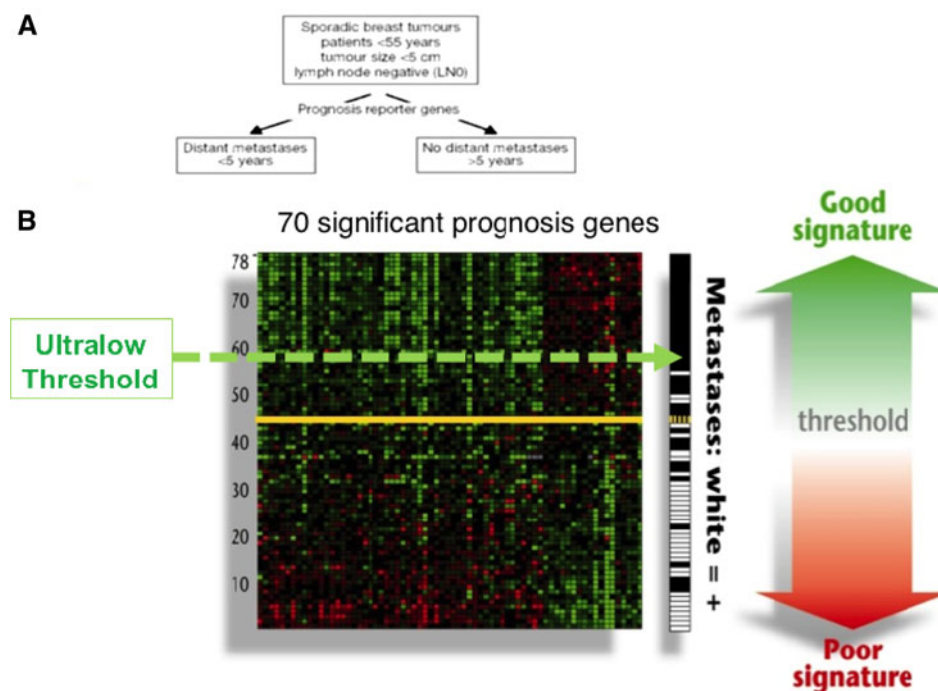 A
Sporadic breast tumours
patients <55 years
tumour size <5 cm
lymph node negative (LN0)
Prognosis reporter genes
Distant metastases
<5 years
No distant metastases
>5 years
B
70 significant prognosis genes
78
70
60
50
40
30
20
10
Ultralow
Threshold
Metastases: white = +
Good
signature
threshold
Poor
signature